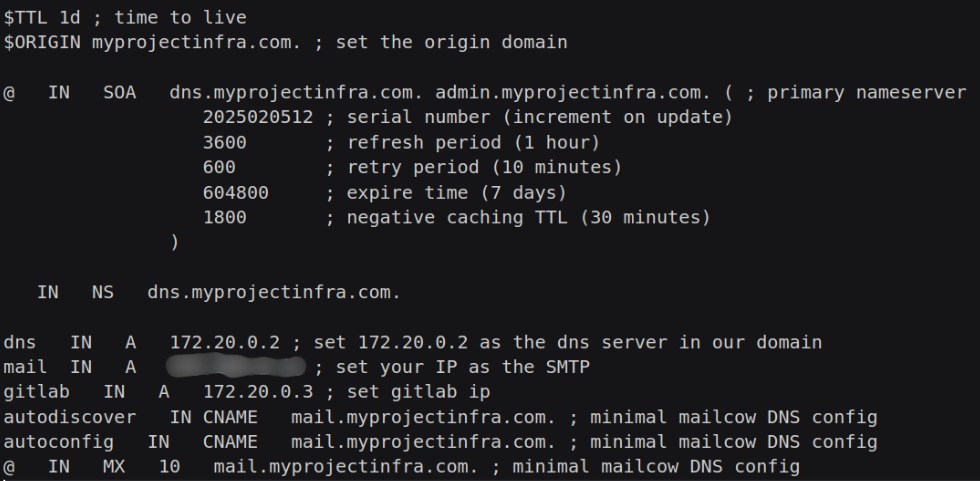 $TTL 1d ; time to live
$ORIGIN myprojectinfra.com. ; set the origin domain
@   IN   SOA   dns.myprojectinfra.com. admin.myprojectinfra.com. ( ; primary nameserver
                  2025020512 ; serial number (increment on update)
                  3600       ; refresh period (1 hour)
                  600        ; retry period (10 minutes)
                  604800     ; expire time (7 days)
                  1800       ; negative caching TTL (30 minutes)
               )
   IN   NS   dns.myprojectinfra.com.
dns   IN   A   172.20.0.2 ; set 172.20.0.2 as the dns server in our domain
mail  IN   A   ; set your IP as the SMTP
gitlab   IN   A   172.20.0.3 ; set gitlab ip
autodiscover   IN CNAME   mail.myprojectinfra.com. ; minimal mailcow DNS config
autoconfig   IN   CNAME   mail.myprojectinfra.com. ; minimal mailcow DNS config
@   IN   MX   10   mail.myprojectinfra.com. ; minimal mailcow DNS config